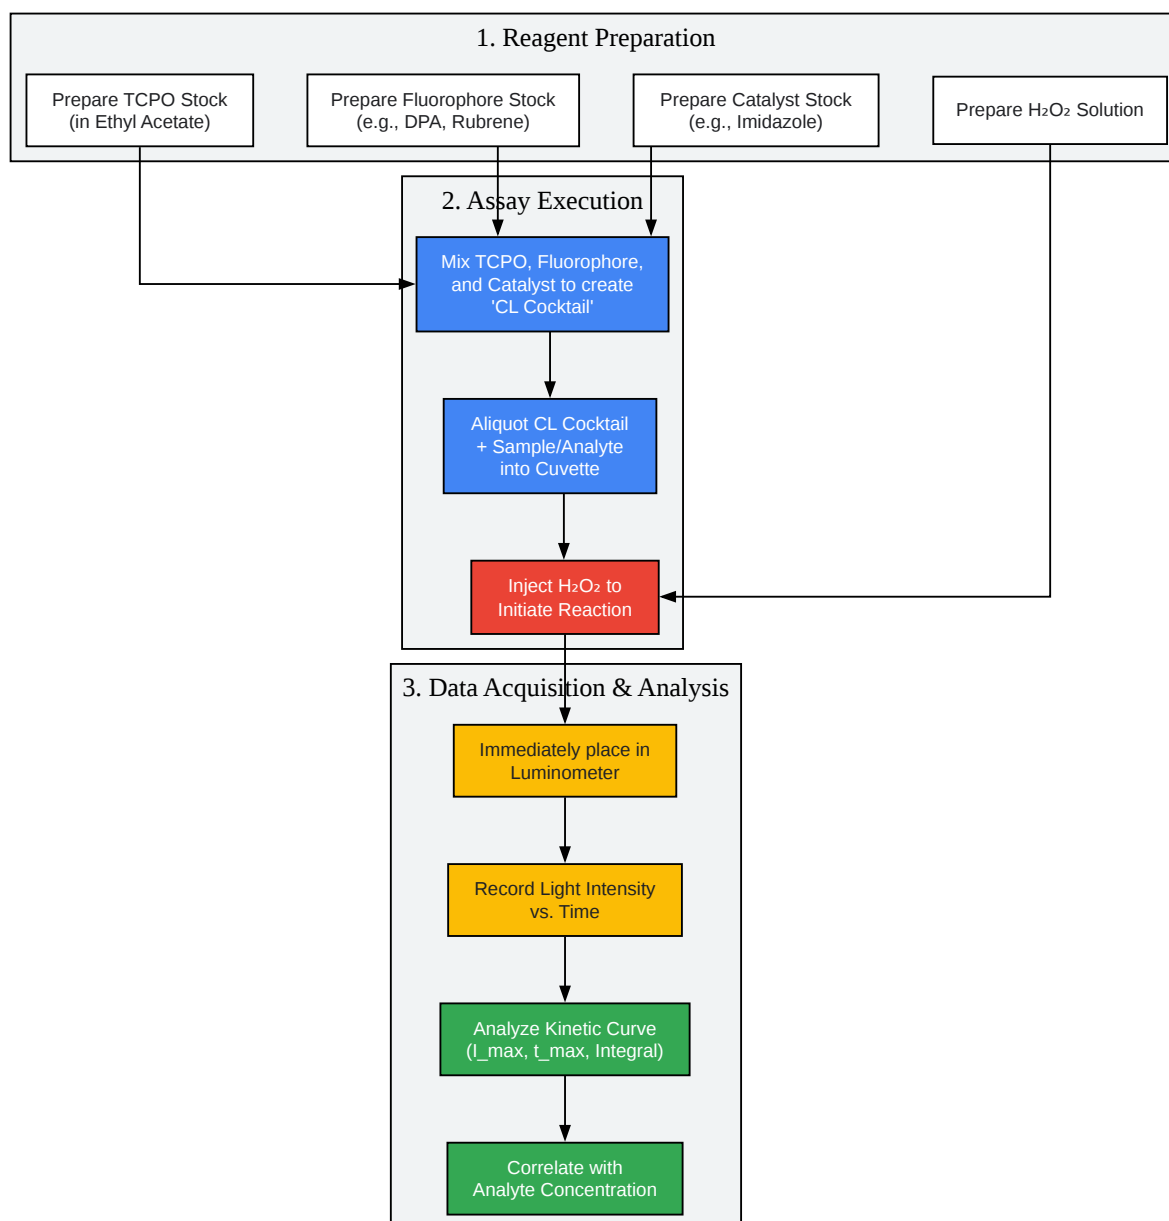 1. Reagent Preparation
Prepare TCPO Stock
(in Ethyl Acetate)
Prepare Fluorophore Stock
(e.g., DPA, Rubrene)
Prepare Catalyst Stock
(e.g., Imidazole)
Prepare H₂O₂ Solution
2. Assay Execution
Mix TCPO, Fluorophore,
and Catalyst to create
'CL Cocktail'
Aliquot CL Cocktail
+ Sample/Analyte
into Cuvette
Inject H₂O₂ to
Initiate Reaction
3. Data Acquisition & Analysis
Immediately place in
Luminometer
Record Light Intensity
vs. Time
Analyze Kinetic Curve
(I_max, t_max, Integral)
Correlate with
Analyte Concentration